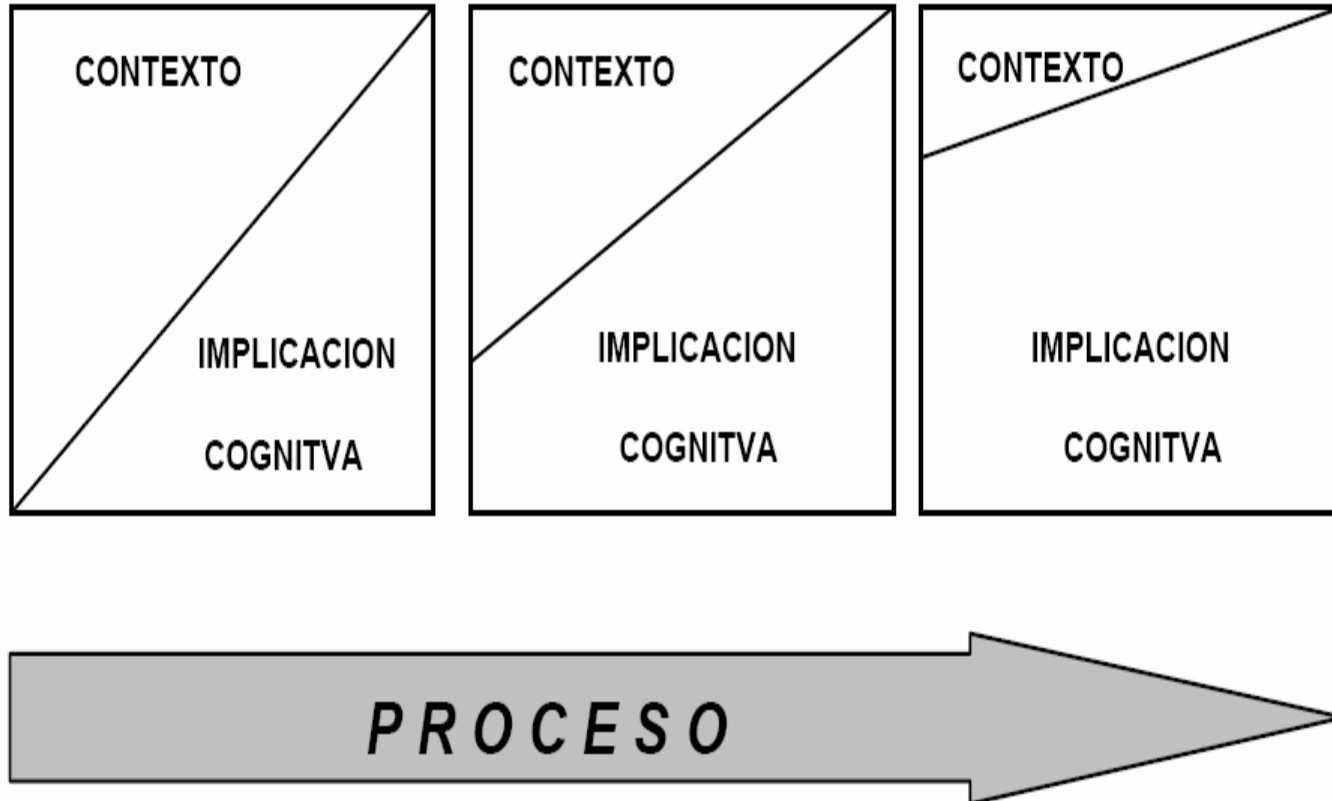 CONTEXTO
IMPLICACION
COGNITVA
CONTEXTO
IMPLICACION
COGNITVA
CONTEXTO
IMPLICACION
COGNITVA
PROCESO